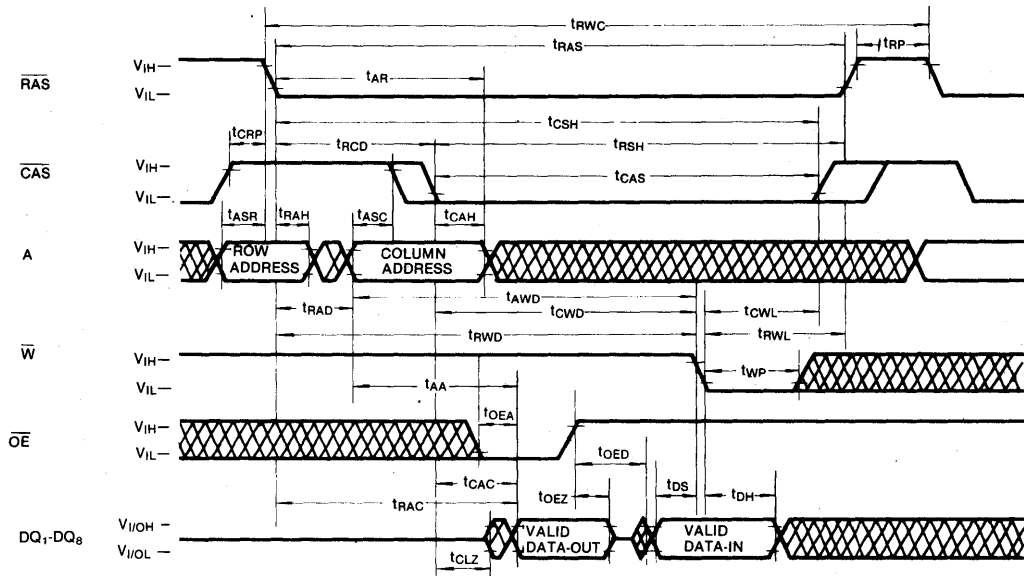 tRWC
tRAS
tRP
RAS
VIH
VIL
tAR
tCSH
tCRP
tRCD
tRSH
CAS
VIH
VIL
tCAS
tASR
tRAH
tASC
tCAH
A
VIH
VIL
ROW
ADDRESS
COLUMN
ADDRESS
tRAD
tAWD
tCWD
tCWL
tRWD
tRWL
W
VIH
VIL
tWP
tAA
tOEA
OE
VIH
VIL
tOED
tCAC
tRAC
tOEZ
tDS
tDH
DQ1-DQ8
VI/OH
VI/OL
VALID
DATA-OUT
VALID
DATA-IN
tCLZ